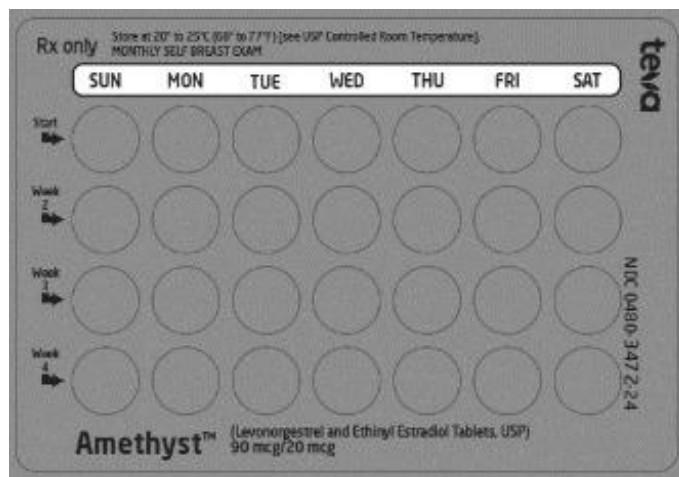 Rx only
Store at 20° to 25°C (68° to 77°F) [see USP Controlled Room Temperature].
MONTHLY SELF BREAST EXAM
teva
SUN MON TUE WED THU FRI SAT
Start
Week
2
Week
3
Week
4
NDC 0480-3472-24
Amethyst™
(Levonorgestrel and Ethinyl Estradiol Tablets, USP)
90 mcg/20 mcg